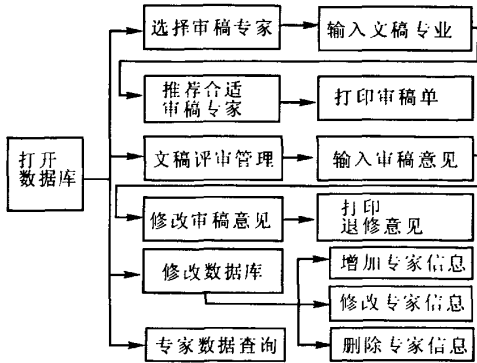 选择审稿专家
输入文稿专业
推荐合适
审稿专家
打印审稿单
打开
数据库
文稿评审管理
输入审稿意见
修改审稿意见
打印
退修意见
修改数据库
增加专家信息
修改专家信息
专家数据查询
删除专家信息